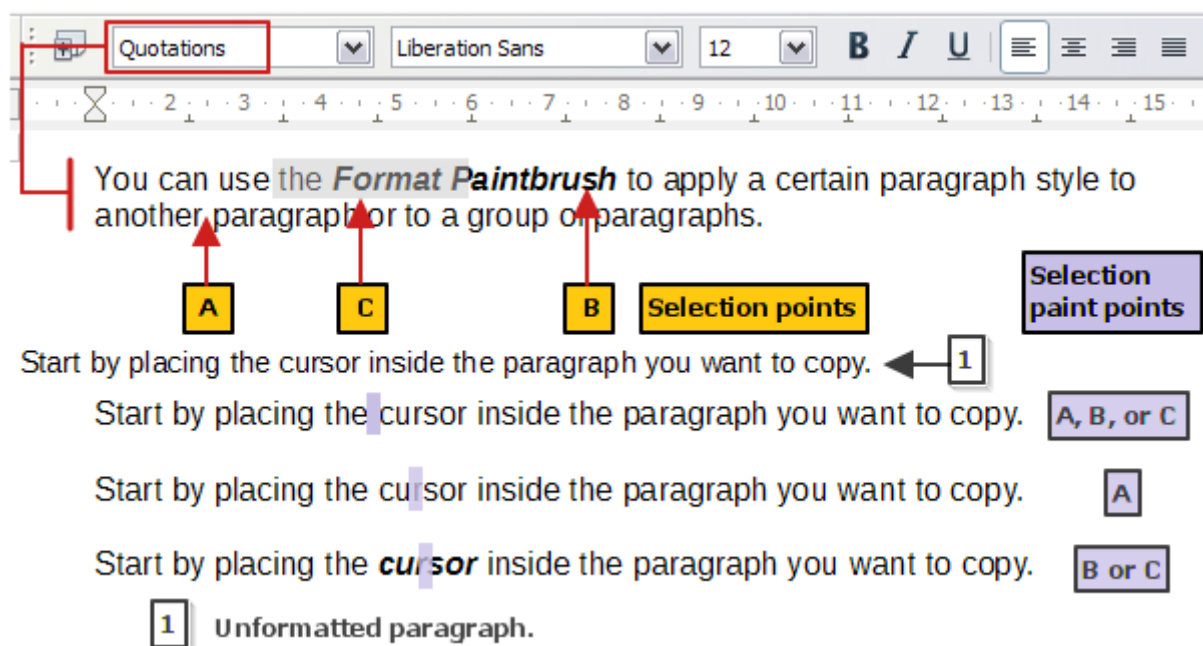 Quotations Liberation Sans 12 B I U
2 3 4 5 6 7 8 9 10 11 12 13 14 15
You can use the Format Paintbrush to apply a certain paragraph style to
another paragraph or to a group of paragraphs.
A C B Selection points
Selection
paint points
Start by placing the cursor inside the paragraph you want to copy. 1
Start by placing the cursor inside the paragraph you want to copy. A, B, or C
Start by placing the cursor inside the paragraph you want to copy. A
Start by placing the cursor inside the paragraph you want to copy. B or C
1 Unformatted paragraph.